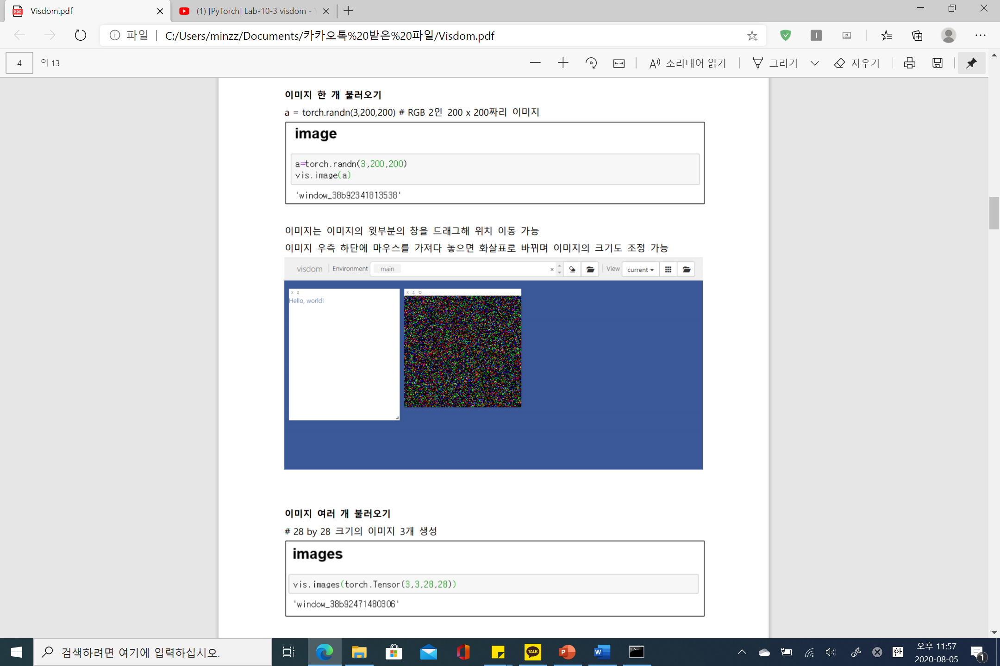 Visdom.pdf
(1) [PyTorch] Lab-10-3 visdom -
파일
C:/Users/minzz/Documents/카카오톡%20받은%20파일/Visdom.pdf
4 의 13
소리내어 읽기
그리기
지우기
이미지 한 개 불러오기
a = torch.randn(3,200,200) # RGB 2인 200 x 200짜리 이미지
image
a=torch.randn(3,200,200)
vis.image(a)
'window_38b92341813538'
이미지는 이미지의 윗부분의 창을 드래그해 위치 이동 가능
이미지 우측 하단에 마우스를 가져다 놓으면 화살표로 바뀌며 이미지의 크기도 조정 가능
visdom Environment main View current
Hello, world!
이미지 여러 개 불러오기
# 28 by 28 크기의 이미지 3개 생성
images
vis.images(torch.Tensor(3,3,28,28))
'window_38b92471480306'
검색하려면 여기에 입력하십시오.
TALK
한
오후 11:57
2020-08-05
1